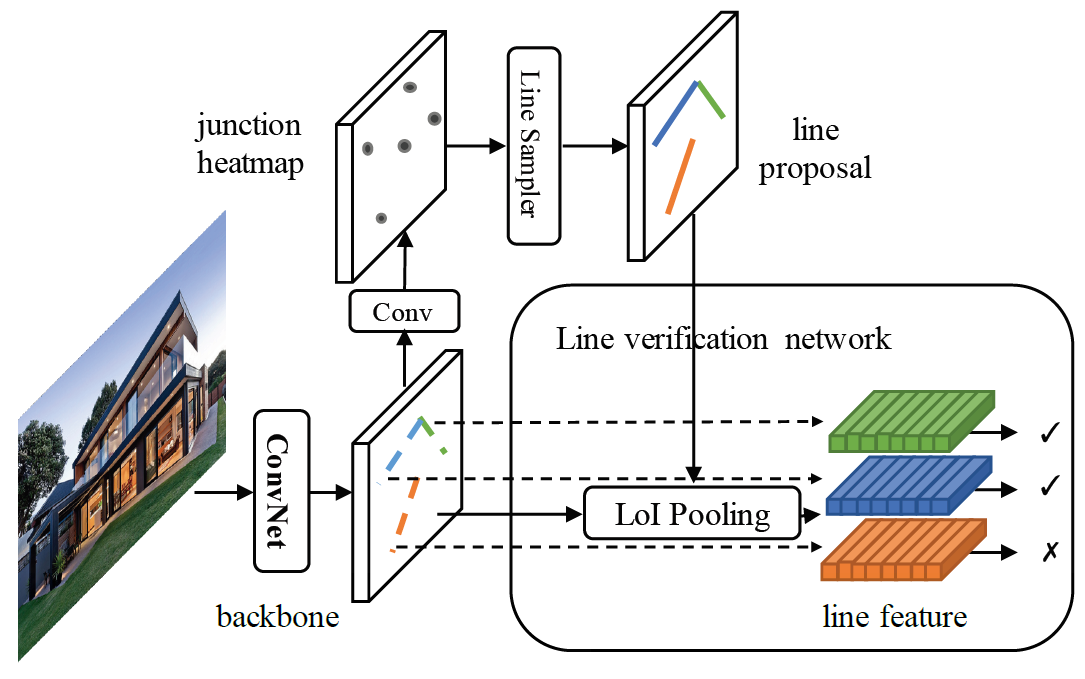 junction
heatmap
Line Sampler
line
proposal
Conv
Line verification network
ConvNet
LoI Pooling
backbone
line feature